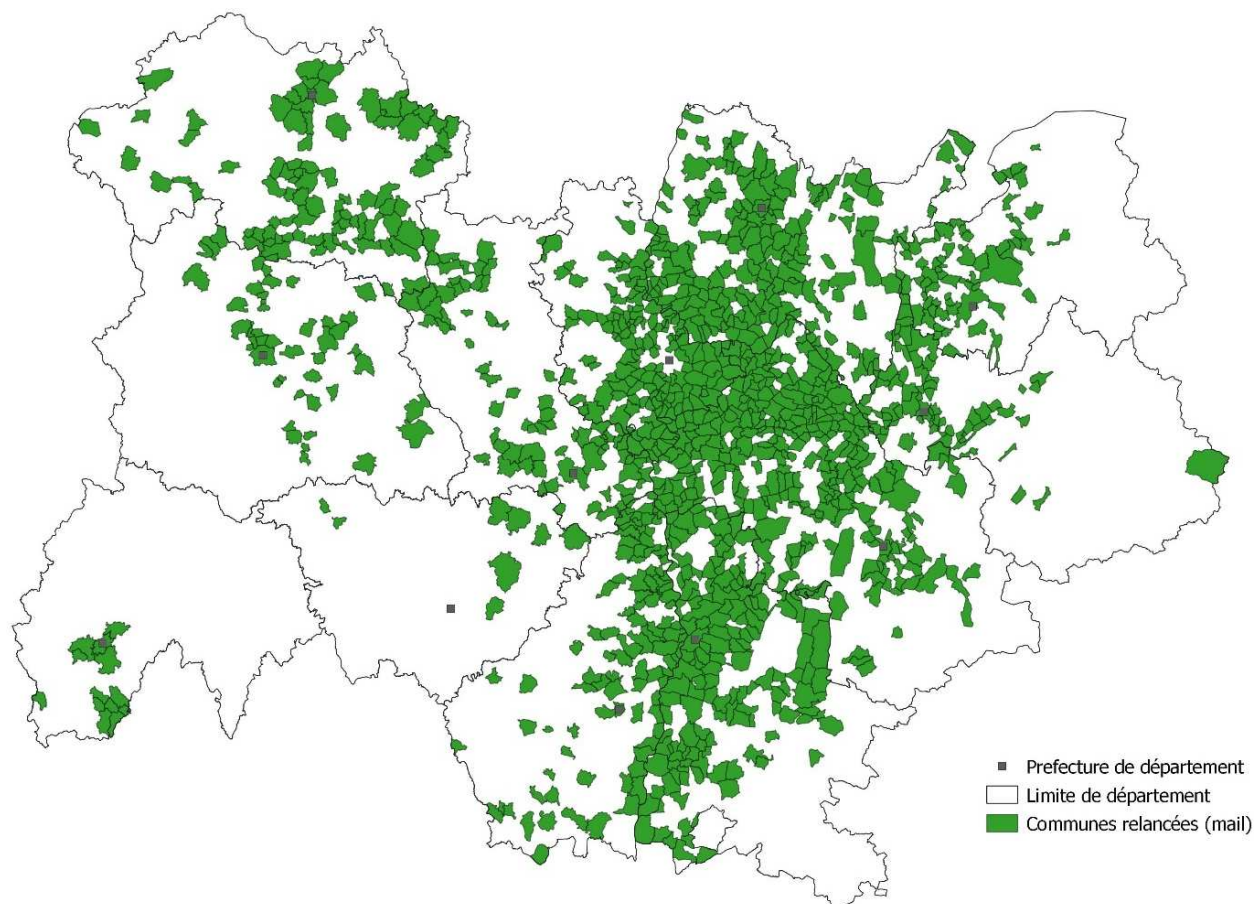 Prefecture de département
Limite de département
Communes relancées (mail)